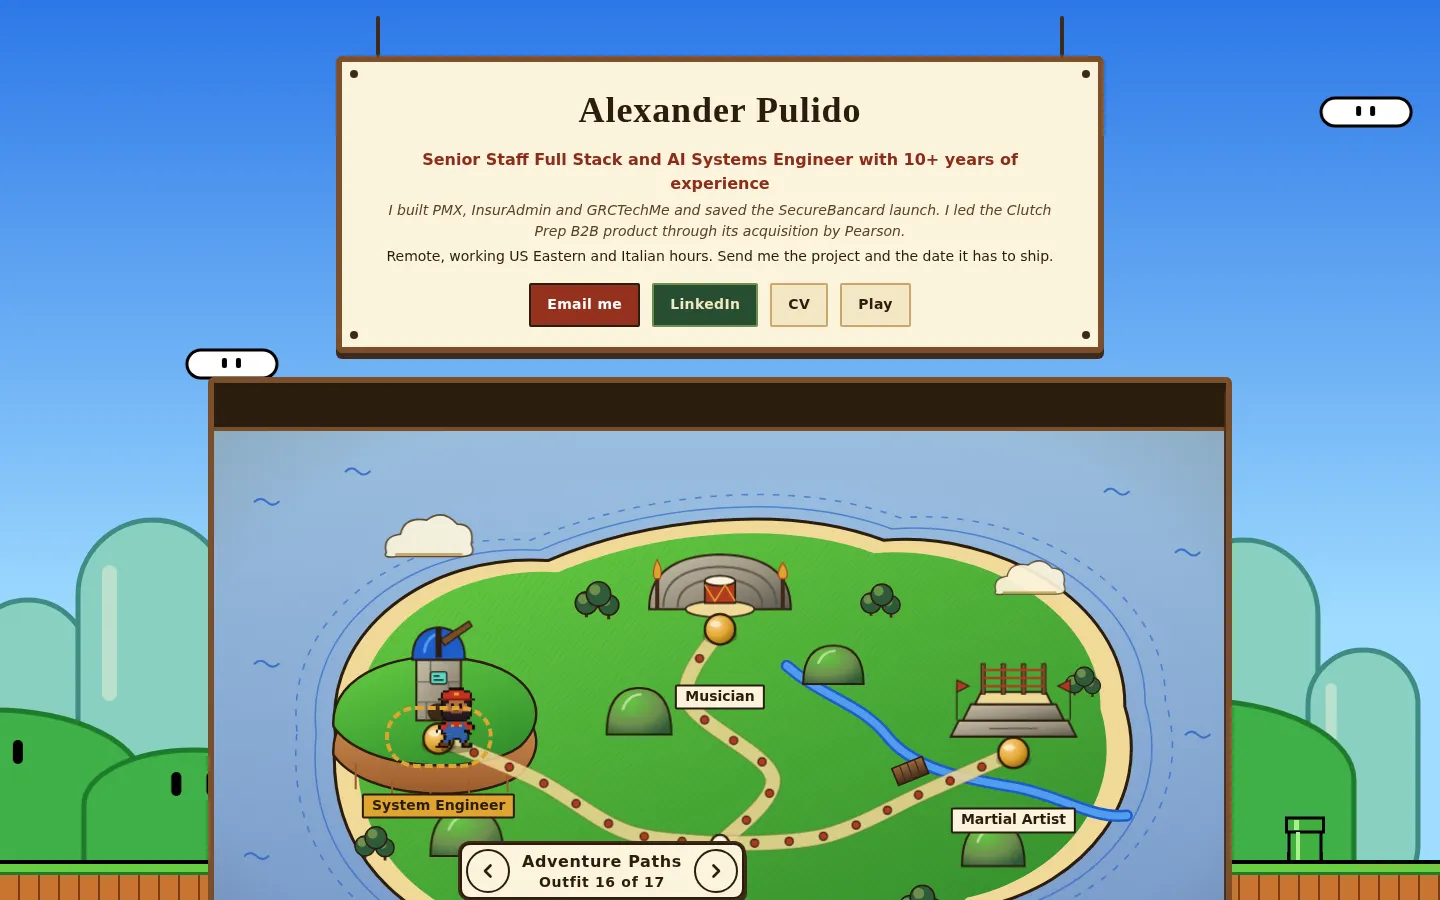 Alexander Pulido
Senior Staff Full Stack and AI Systems Engineer with 10+ years of
experience
I built PMX, InsurAdmin and GRCTechMe and saved the SecureBancard launch. I led the Clutch
Prep B2B product through its acquisition by Pearson.
Remote, working US Eastern and Italian hours. Send me the project and the date it has to ship.
Email me
LinkedIn
CV
Play
Musician
System Engineer
Martial Artist
Adventure Paths
Outfit 16 of 17